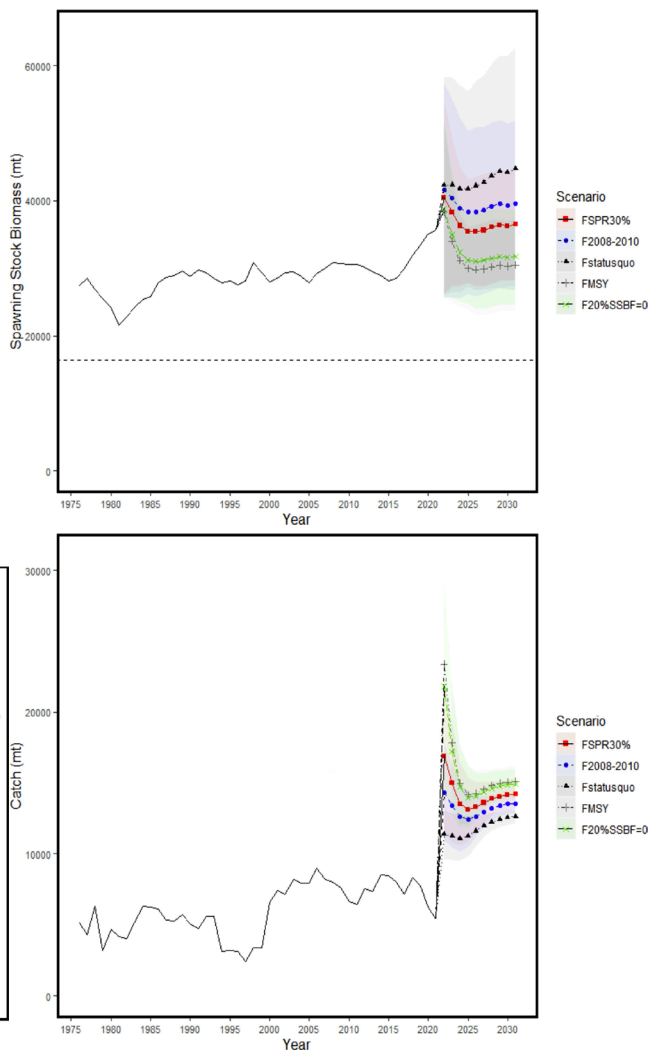 60000
40000
20000
0
Spawning Stock Biomass (mt)
1975 1980 1985 1990 1995 2000 2005 2010 2015 2020 2025 2030
Year
Scenario
FSPR30%
F2008-2010
Fstatusquo
FMSY
F20%SSBF=0
30000
20000
10000
0
Catch (mt)
1975 1980 1985 1990 1995 2000 2005 2010 2015 2020 2025 2030
Year
Scenario
FSPR30%
F2008-2010
Fstatusquo
FMSY
F20%SSBF=0